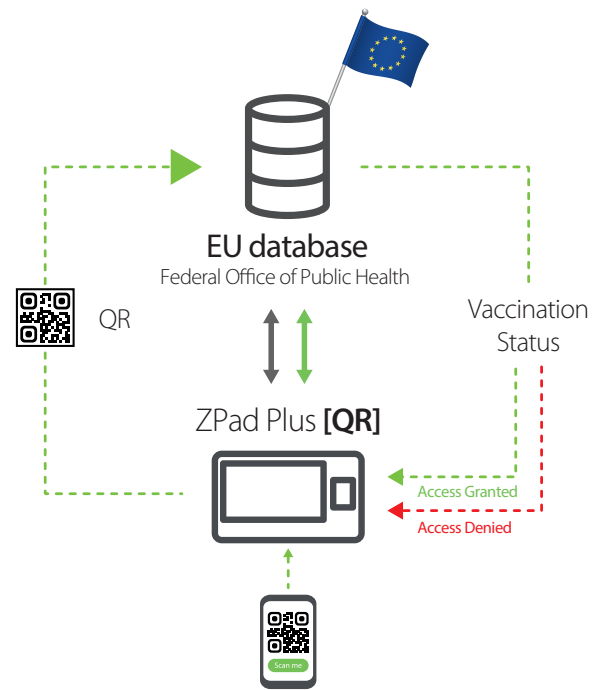 EU database
Federal Office of Public Health
QR
Vaccination
Status
ZPad Plus [QR]
Access Granted
Access Denied
Scan me